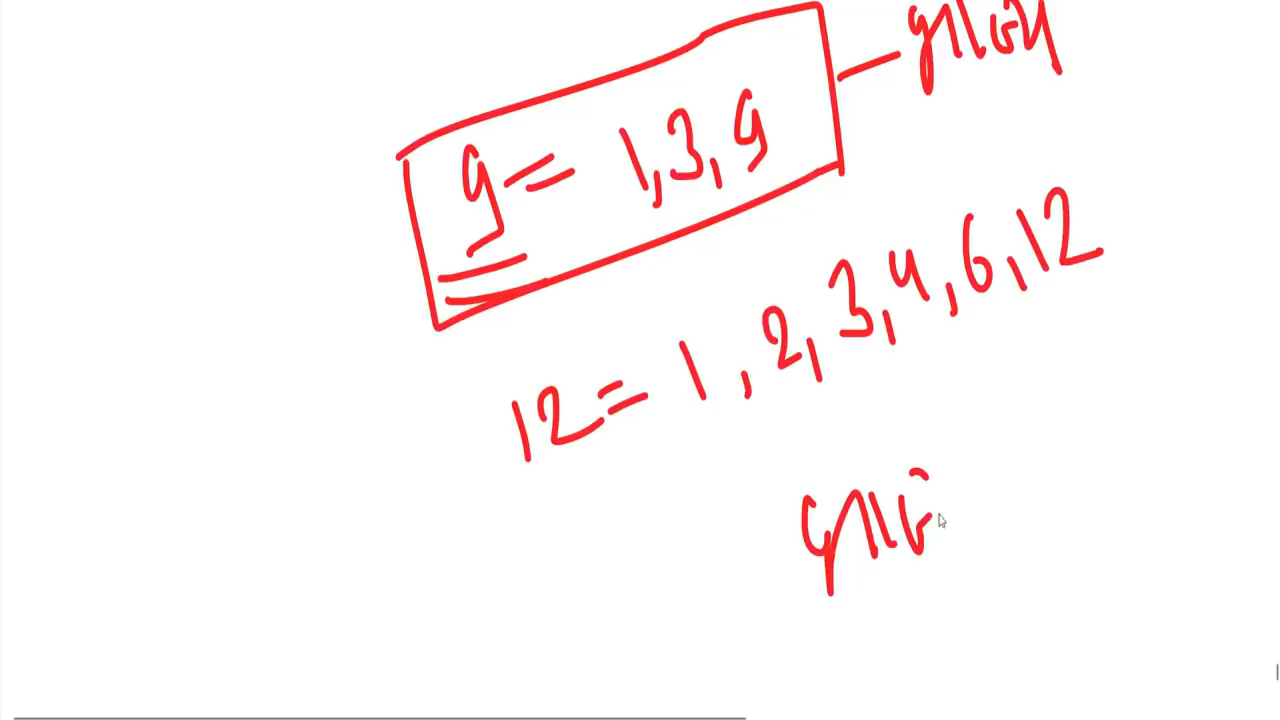 9 = 1, 3, 9
12 = 1, 2, 3, 4, 6, 12